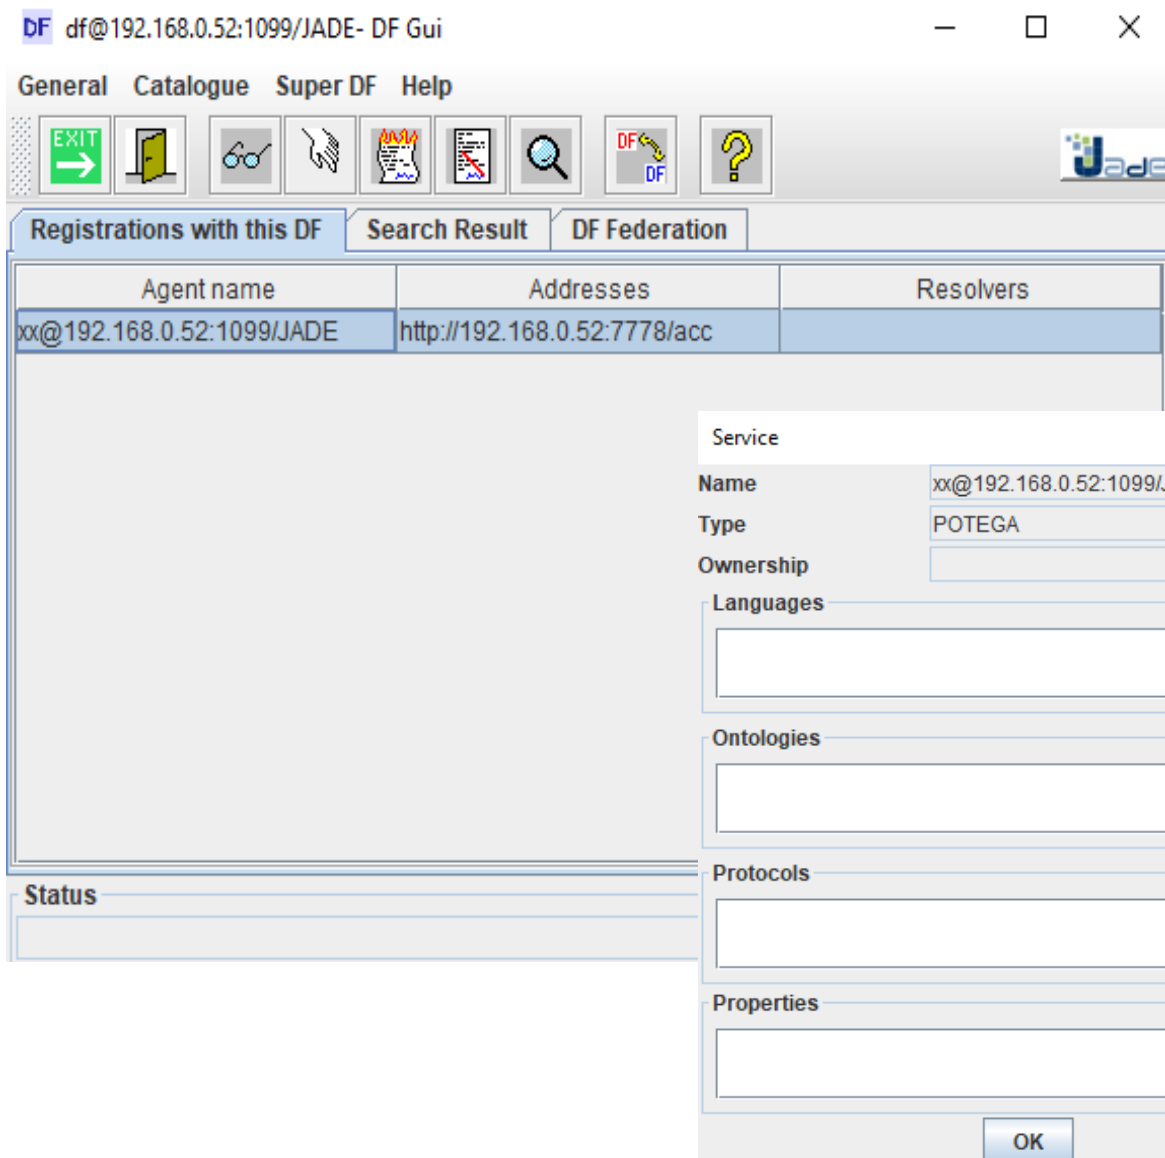 DF df@192.168.0.52:1099/JADE- DF Gui
General Catalogue Super DF Help
EXIT DF DF ? Jade
Registrations with this DF Search Result DF Federation
Agent name Addresses Resolvers
xx@192.168.0.52:1099/JADE http://192.168.0.52:7778/acc
Service
Name xx@192.168.0.52:1099/J
Type POTEGA
Ownership
Languages
Ontologies
Protocols
Status
Properties
OK